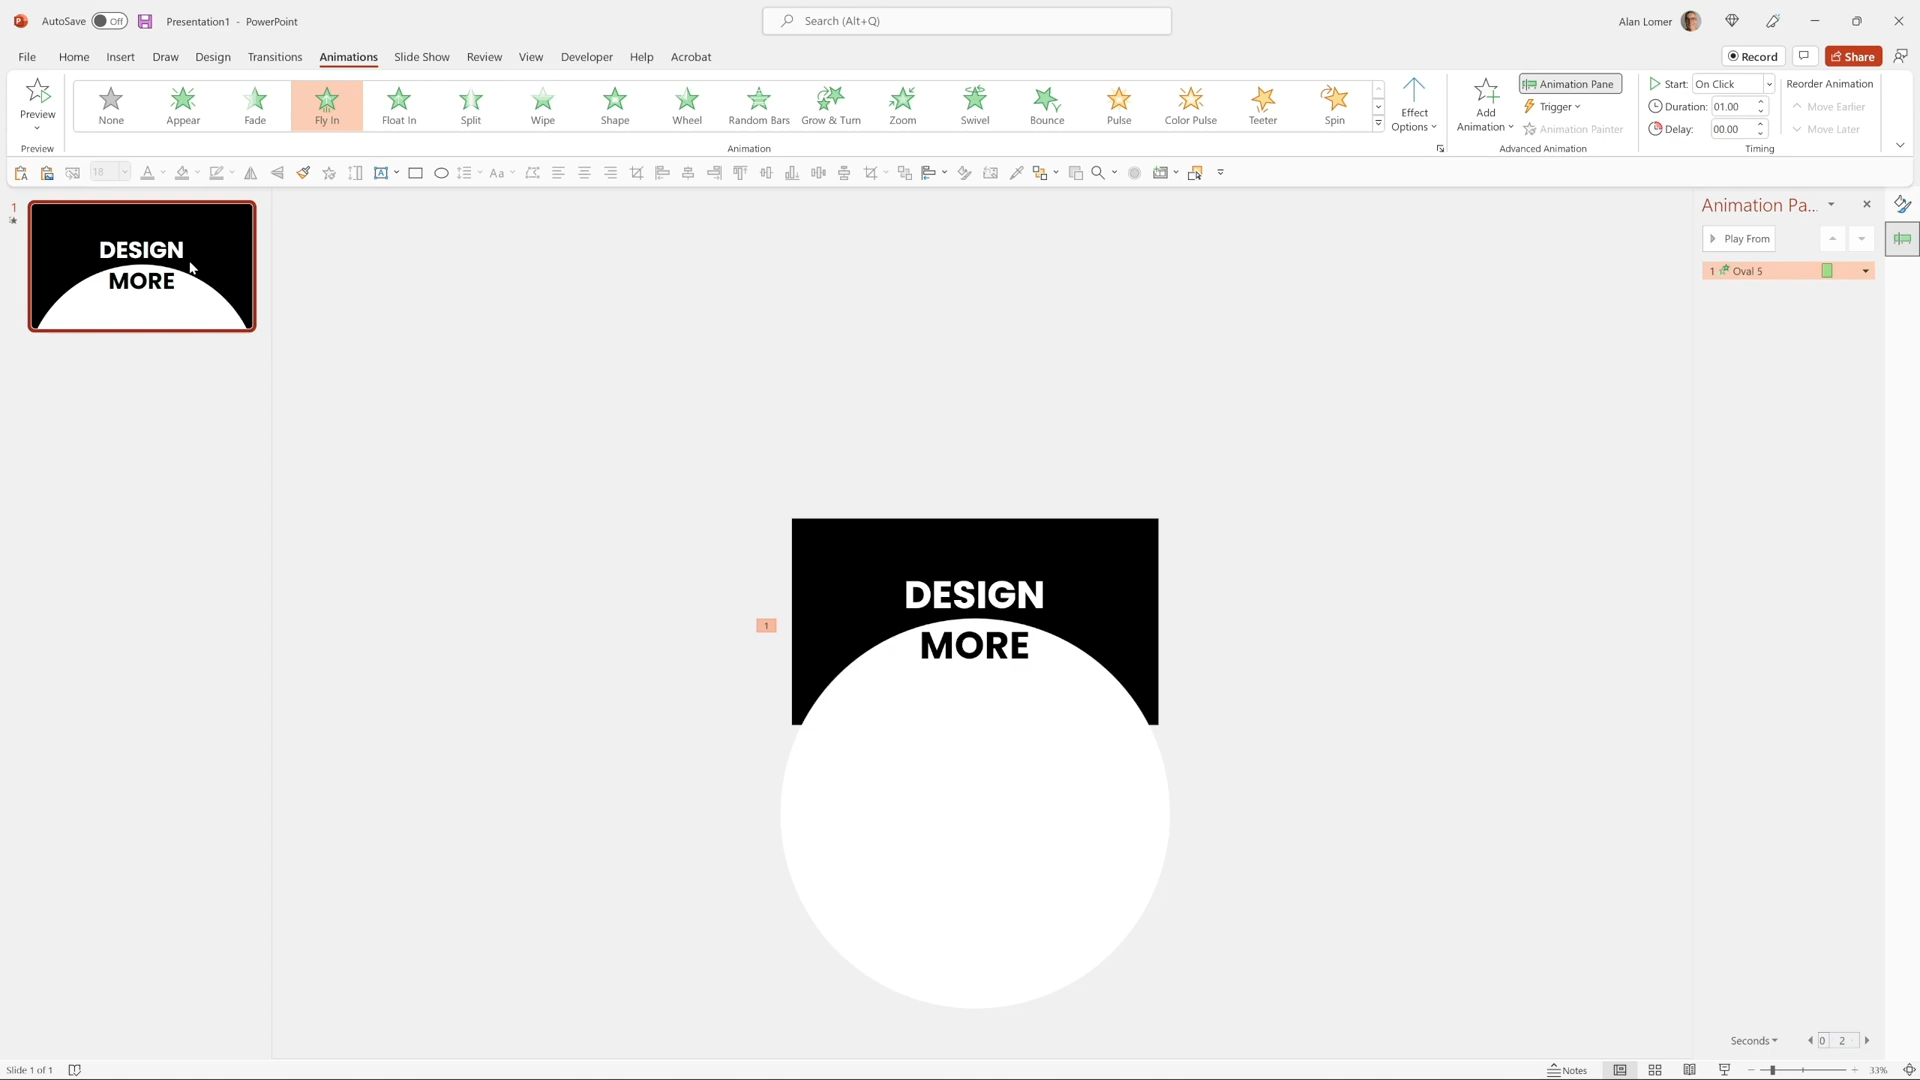 AutoSave Off Presentation1 - PowerPoint Search (Alt+Q) Alan Lomer
File Home Insert Draw Design Transitions Animations Slide Show Review View Developer Help Acrobat Record Share
Preview
None Appear Fade Fly In Float In Split Wipe Shape Wheel Random Bars Grow & Turn Zoom Swivel Bounce Pulse Color Pulse Teeter Spin
Effect Options
Add Animation
Animation Pane
Trigger
Animation Painter
Start: On Click
Duration: 01.00
Delay: 00.00
Reorder Animation
Move Earlier
Move Later
Preview Animation Advanced Animation Timing
18 Aa
1
DESIGN
MORE
1
DESIGN
MORE
Animation Pa...
Play From
1 Oval 5
Seconds 0 2
Slide 1 of 1 Notes 33%